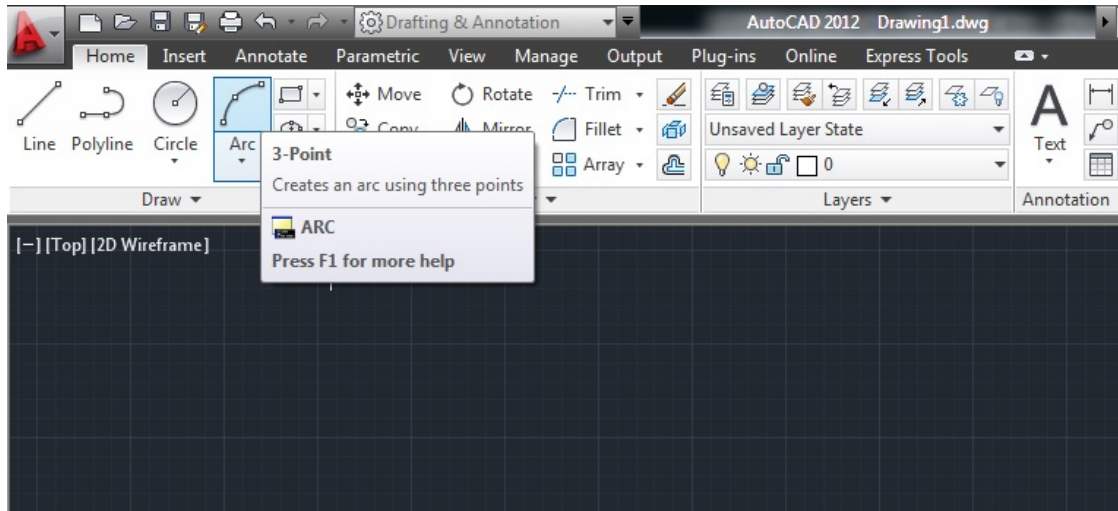 Drafting & Annotation
AutoCAD 2012 Drawing1.dwg
Home Insert Annotate Parametric View Manage Output Plug-ins Online Express Tools
Line Polyline Circle Arc
Move Rotate Trim
Copy Mirror Fillet
Array
Unsaved Layer State
0
Text
Draw
Layers
Annotation
3-Point
Creates an arc using three points
ARC
Press F1 for more help
[−] [Top] [2D Wireframe]